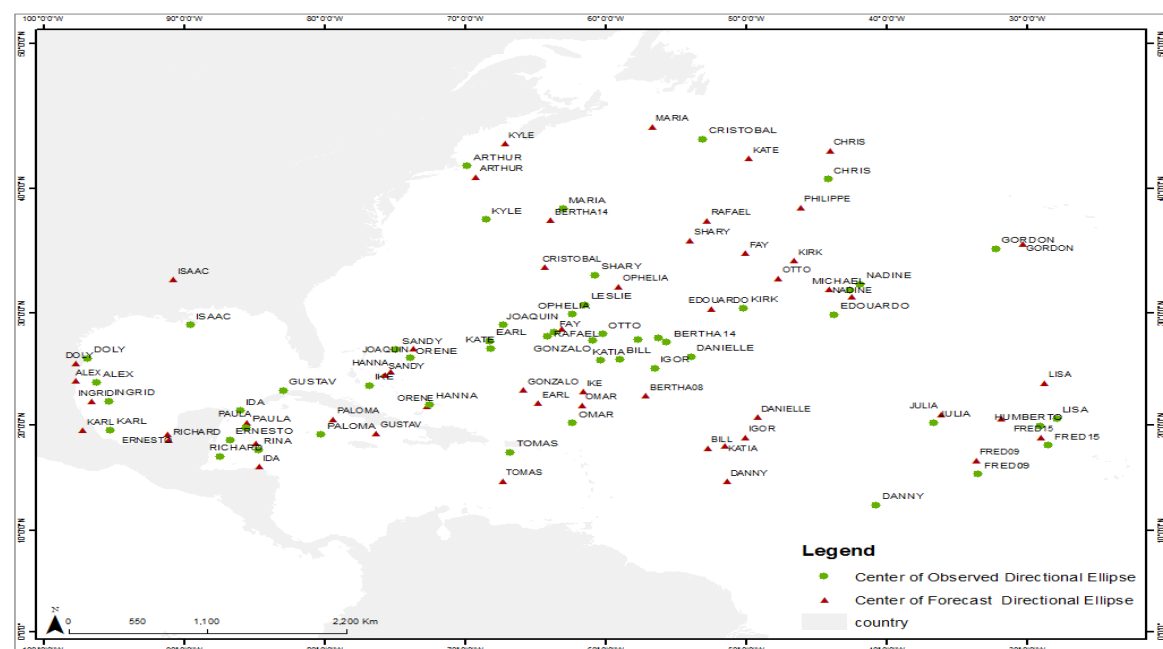 100°0'0"W 90°0'0"W 80°0'0"W 70°0'0"W 60°0'0"W 50°0'0"W 40°0'0"W 30°0'0"W
MARIA
CRISTOBAL
KYLE
CHRIS
KATE
ARTHUR
ARTHUR
CHRIS
MARIA
PHILIPPE
KYLE
BERTHA14
RAFAEL
SHARY
GORDON
GORDON
FAY
KIRK
CRISTOBAL
SHARY
ISAAC
OTTO
OPHELIA
MICHAEL
NADINE
NADINE
LESLIE
EDOUARDO
KIRK
EDOUARDO
OPHELIA
ISAAC
JOAQUIN
FAY
EARL
RAFAEL
OTTO
BERTHA14
KATE
SANDY
JOAQUIN
ORENE
GONZALO
KATIA
BILL
DANIELLE
DOLY
DOLY
HANNA
SANDY
IGOR
ALEX
ALEX
GUSTAV
IKE
GONZALO
IKE
BERTHA08
LISA
INGRID
INGRID
IDA
ORENE
HANNA
EARL
OMAR
PAULA
PAULA
PALOMA
DANIELLE
JULIA
JULIA
HUMBERTO
LISA
KARL
KARL
ERNESTO
RICHARD
ERNESTO
PALOMA
GUSTAV
OMAR
IGOR
FRED15
FRED15
RICHARD
RINA
TOMAS
BILL
KATIA
IDA
FRED09
FRED09
TOMAS
DANNY
DANNY
Legend
Center of Observed Directional Ellipse
Center of Forecast Directional Ellipse
country
N
0 550 1,100 2,200 Km